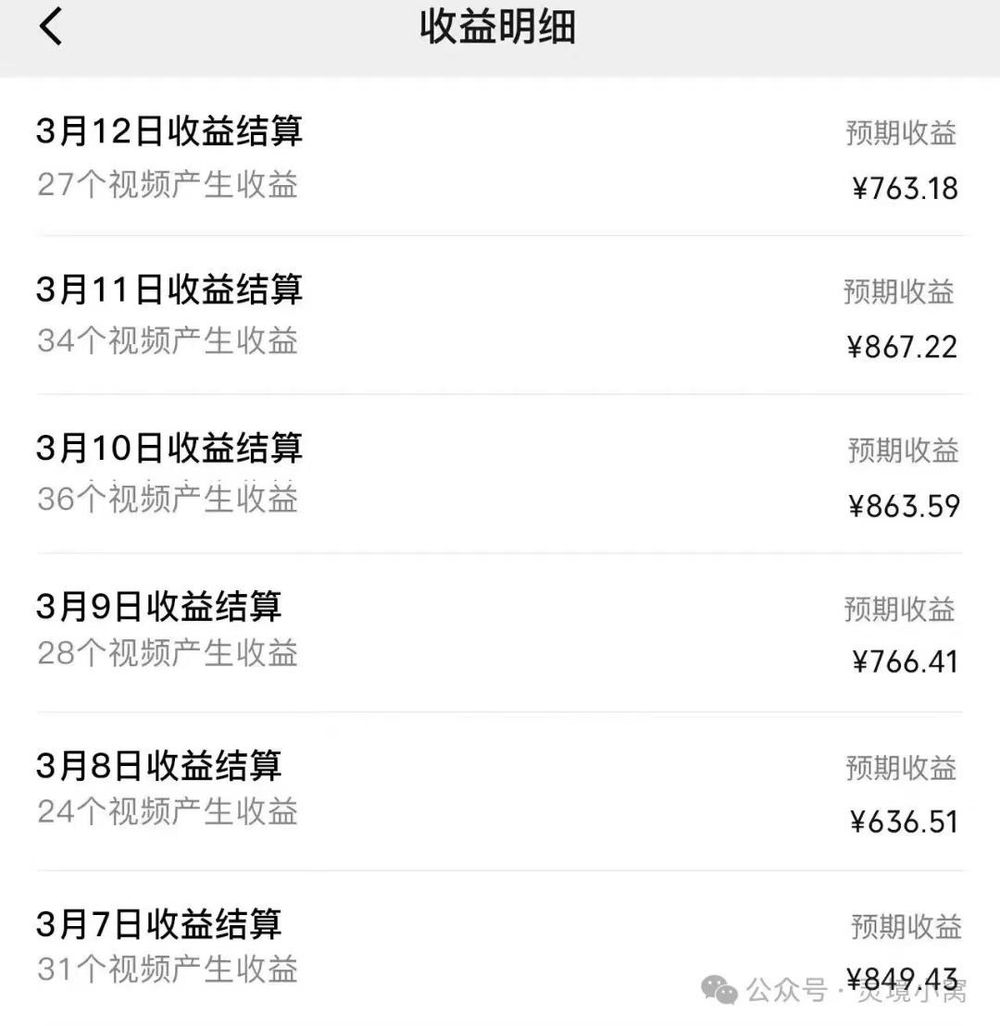 收益明细
3月12日收益结算
预期收益
27个视频产生收益
¥763.18
3月11日收益结算
预期收益
34个视频产生收益
¥867.22
3月10日收益结算
预期收益
36个视频产生收益
¥863.59
3月9日收益结算
预期收益
28个视频产生收益
¥766.41
3月8日收益结算
预期收益
24个视频产生收益
¥636.51
3月7日收益结算
预期收益
31个视频产生收益
¥849.43
公众号·灵境小窝